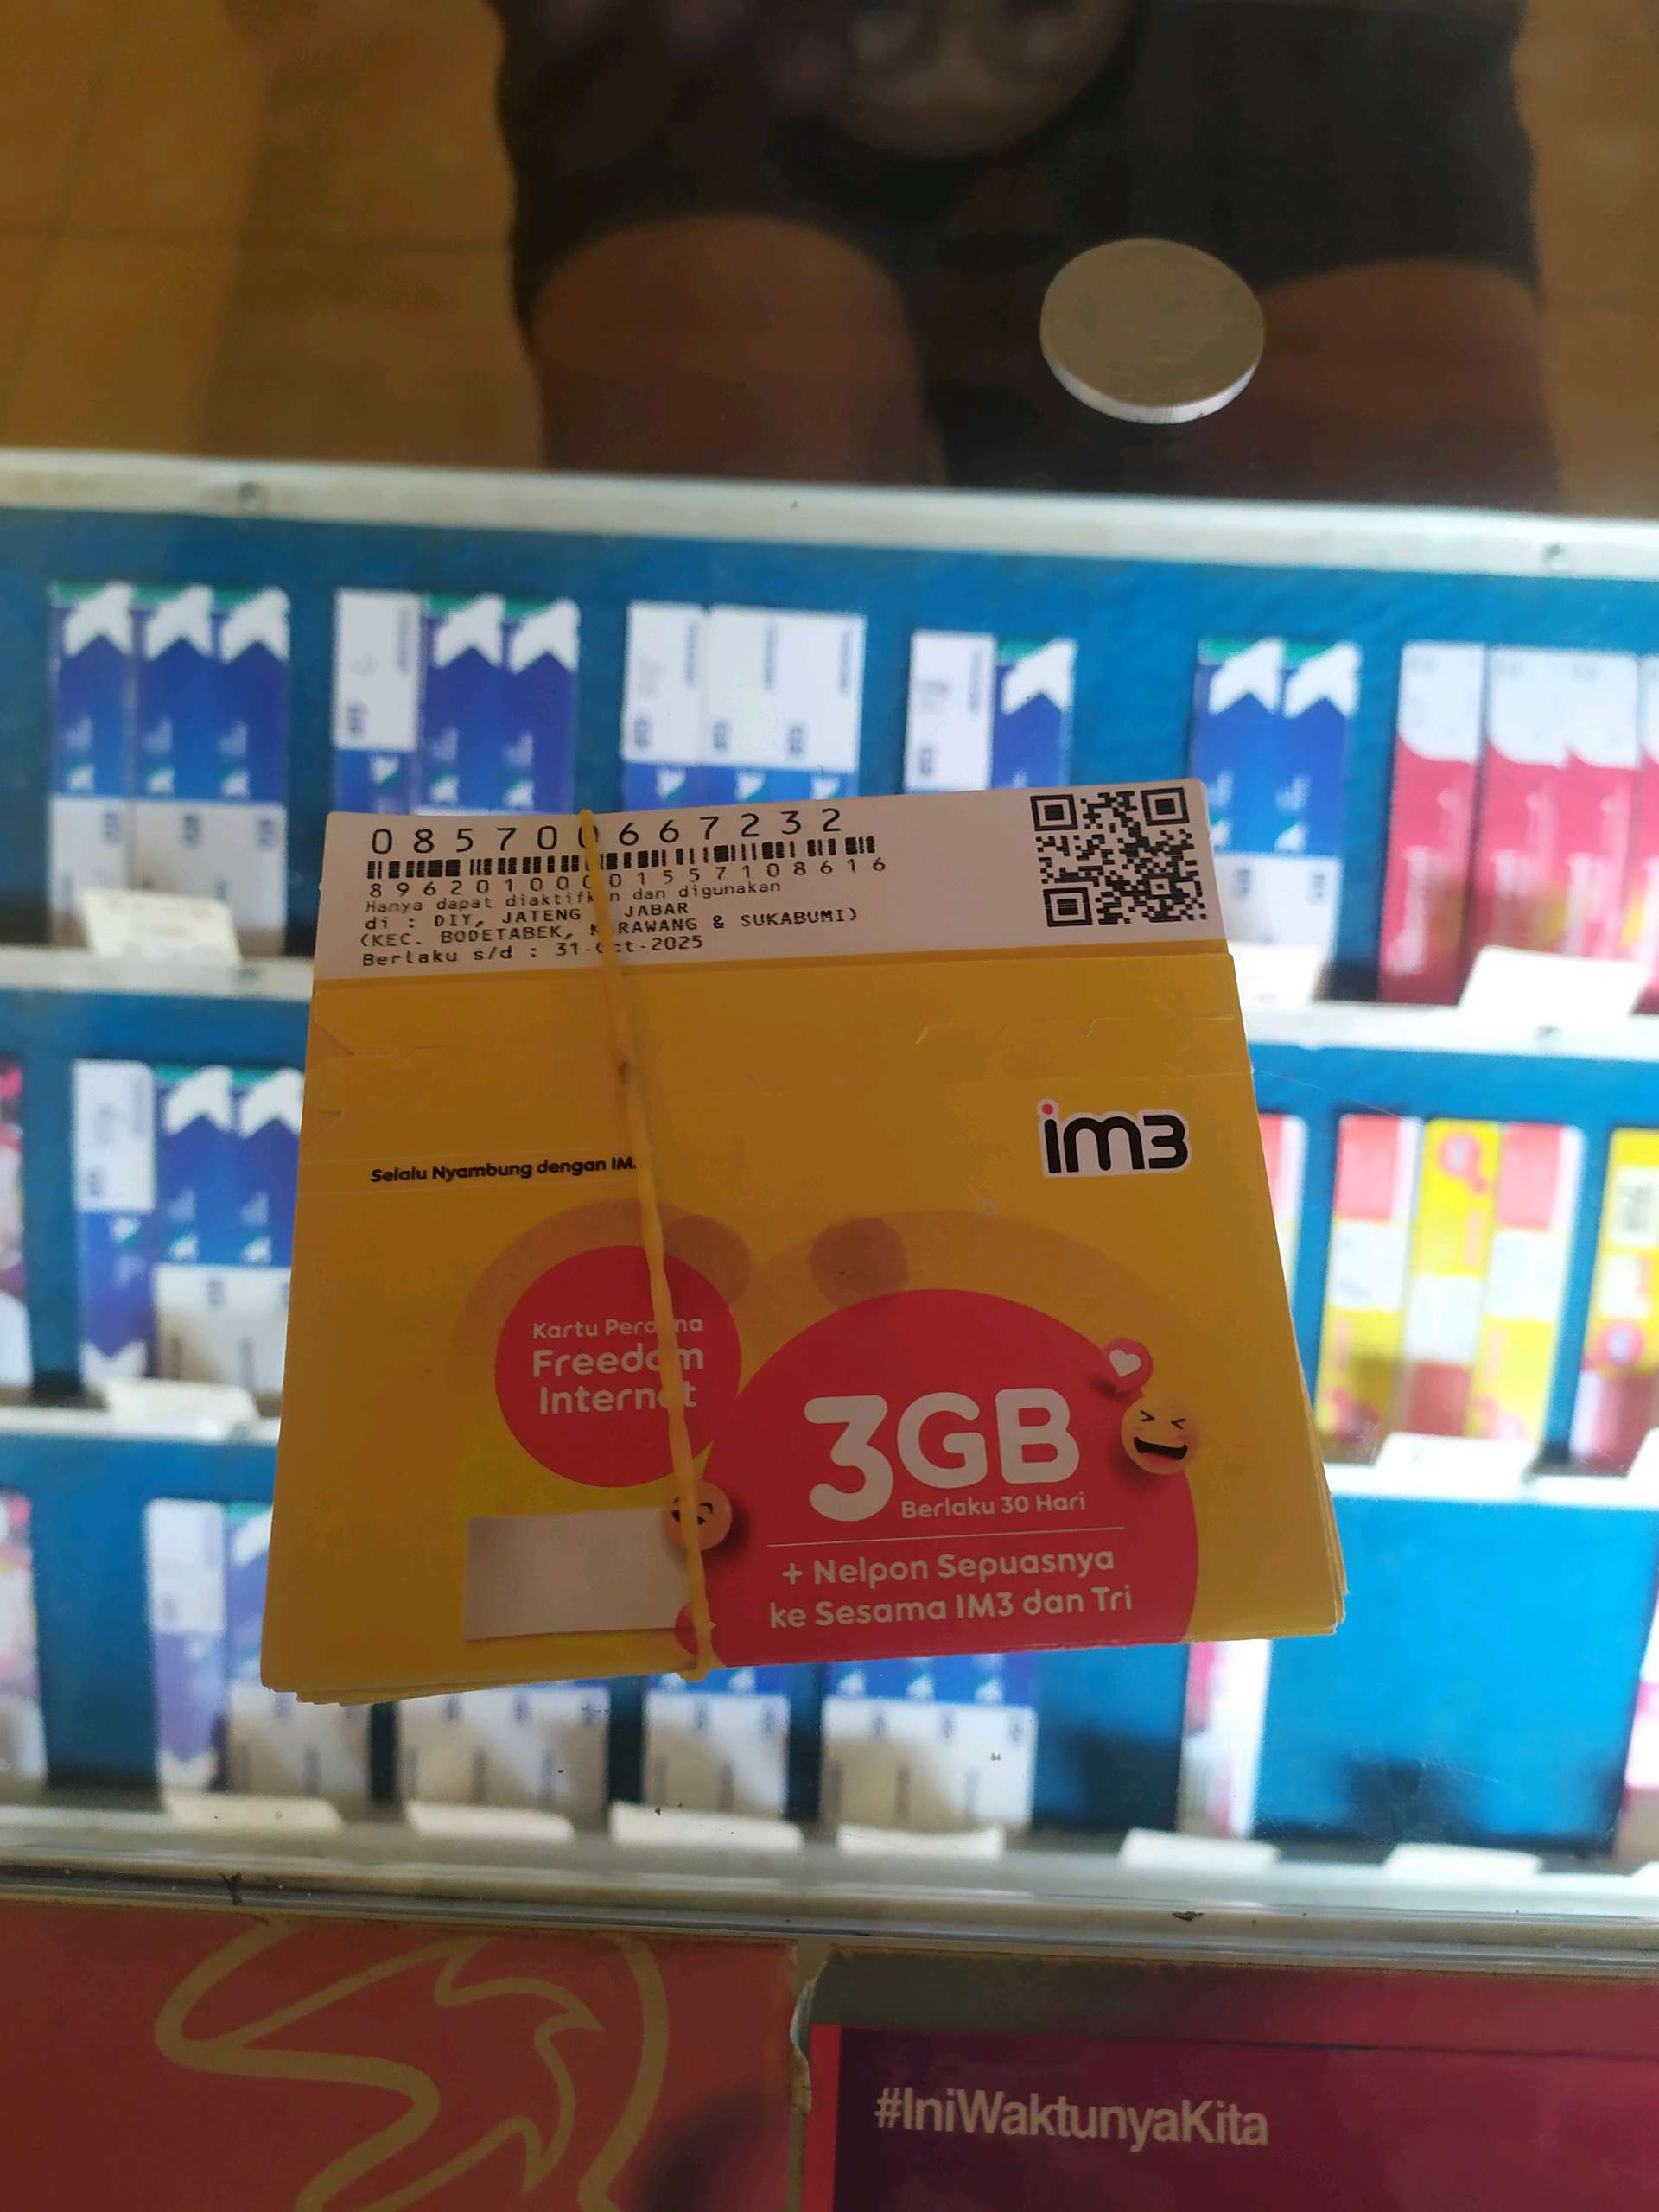 085700667232
896201000001557108616
Hanya dapat diaktifkan dan digunakan
di : DIY, JATENG JABAR
(KEC. BODETABEK, KARAWANG & SUKABUMI)
Berlaku s/d : 31-Oct-2025
im3
Selalu Nyambung dengan IM3
Kartu Perdana
Freedom
Internet
3GB
Berlaku 30 Hari
+ Nelpon Sepuasnya
ke Sesama IM3 dan Tri
#IniWaktunyaKita